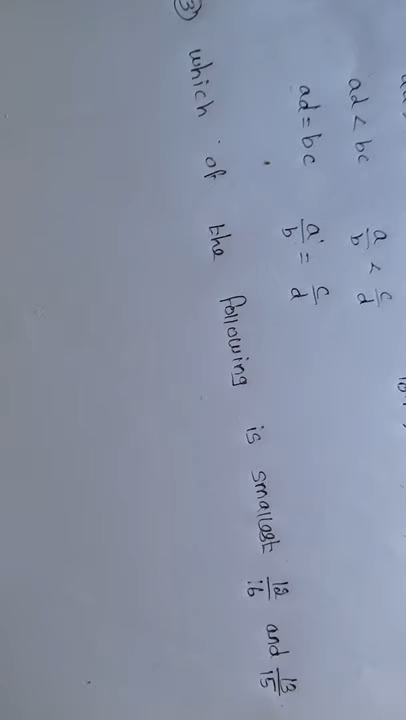 ad < bc a/b < c/d
ad = bc a/b = c/d
3) which of the following is smallest 12/16 and 13/15